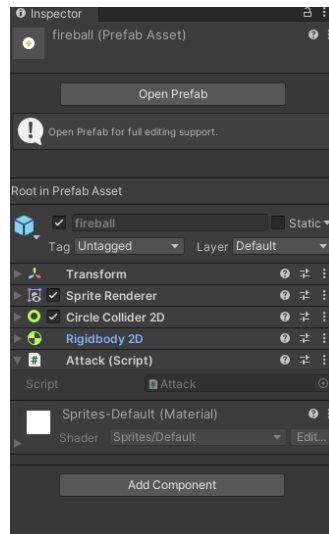 Inspector
fireball (Prefab Asset)
Open Prefab
Open Prefab for full editing support.
Root in Prefab Asset
fireball Static
Tag Untagged Layer Default
Transform
Sprite Renderer
Circle Collider 2D
Rigidbody 2D
# Attack (Script)
Script # Attack
Sprites-Default (Material)
Shader Sprites/Default Edit...
Add Component